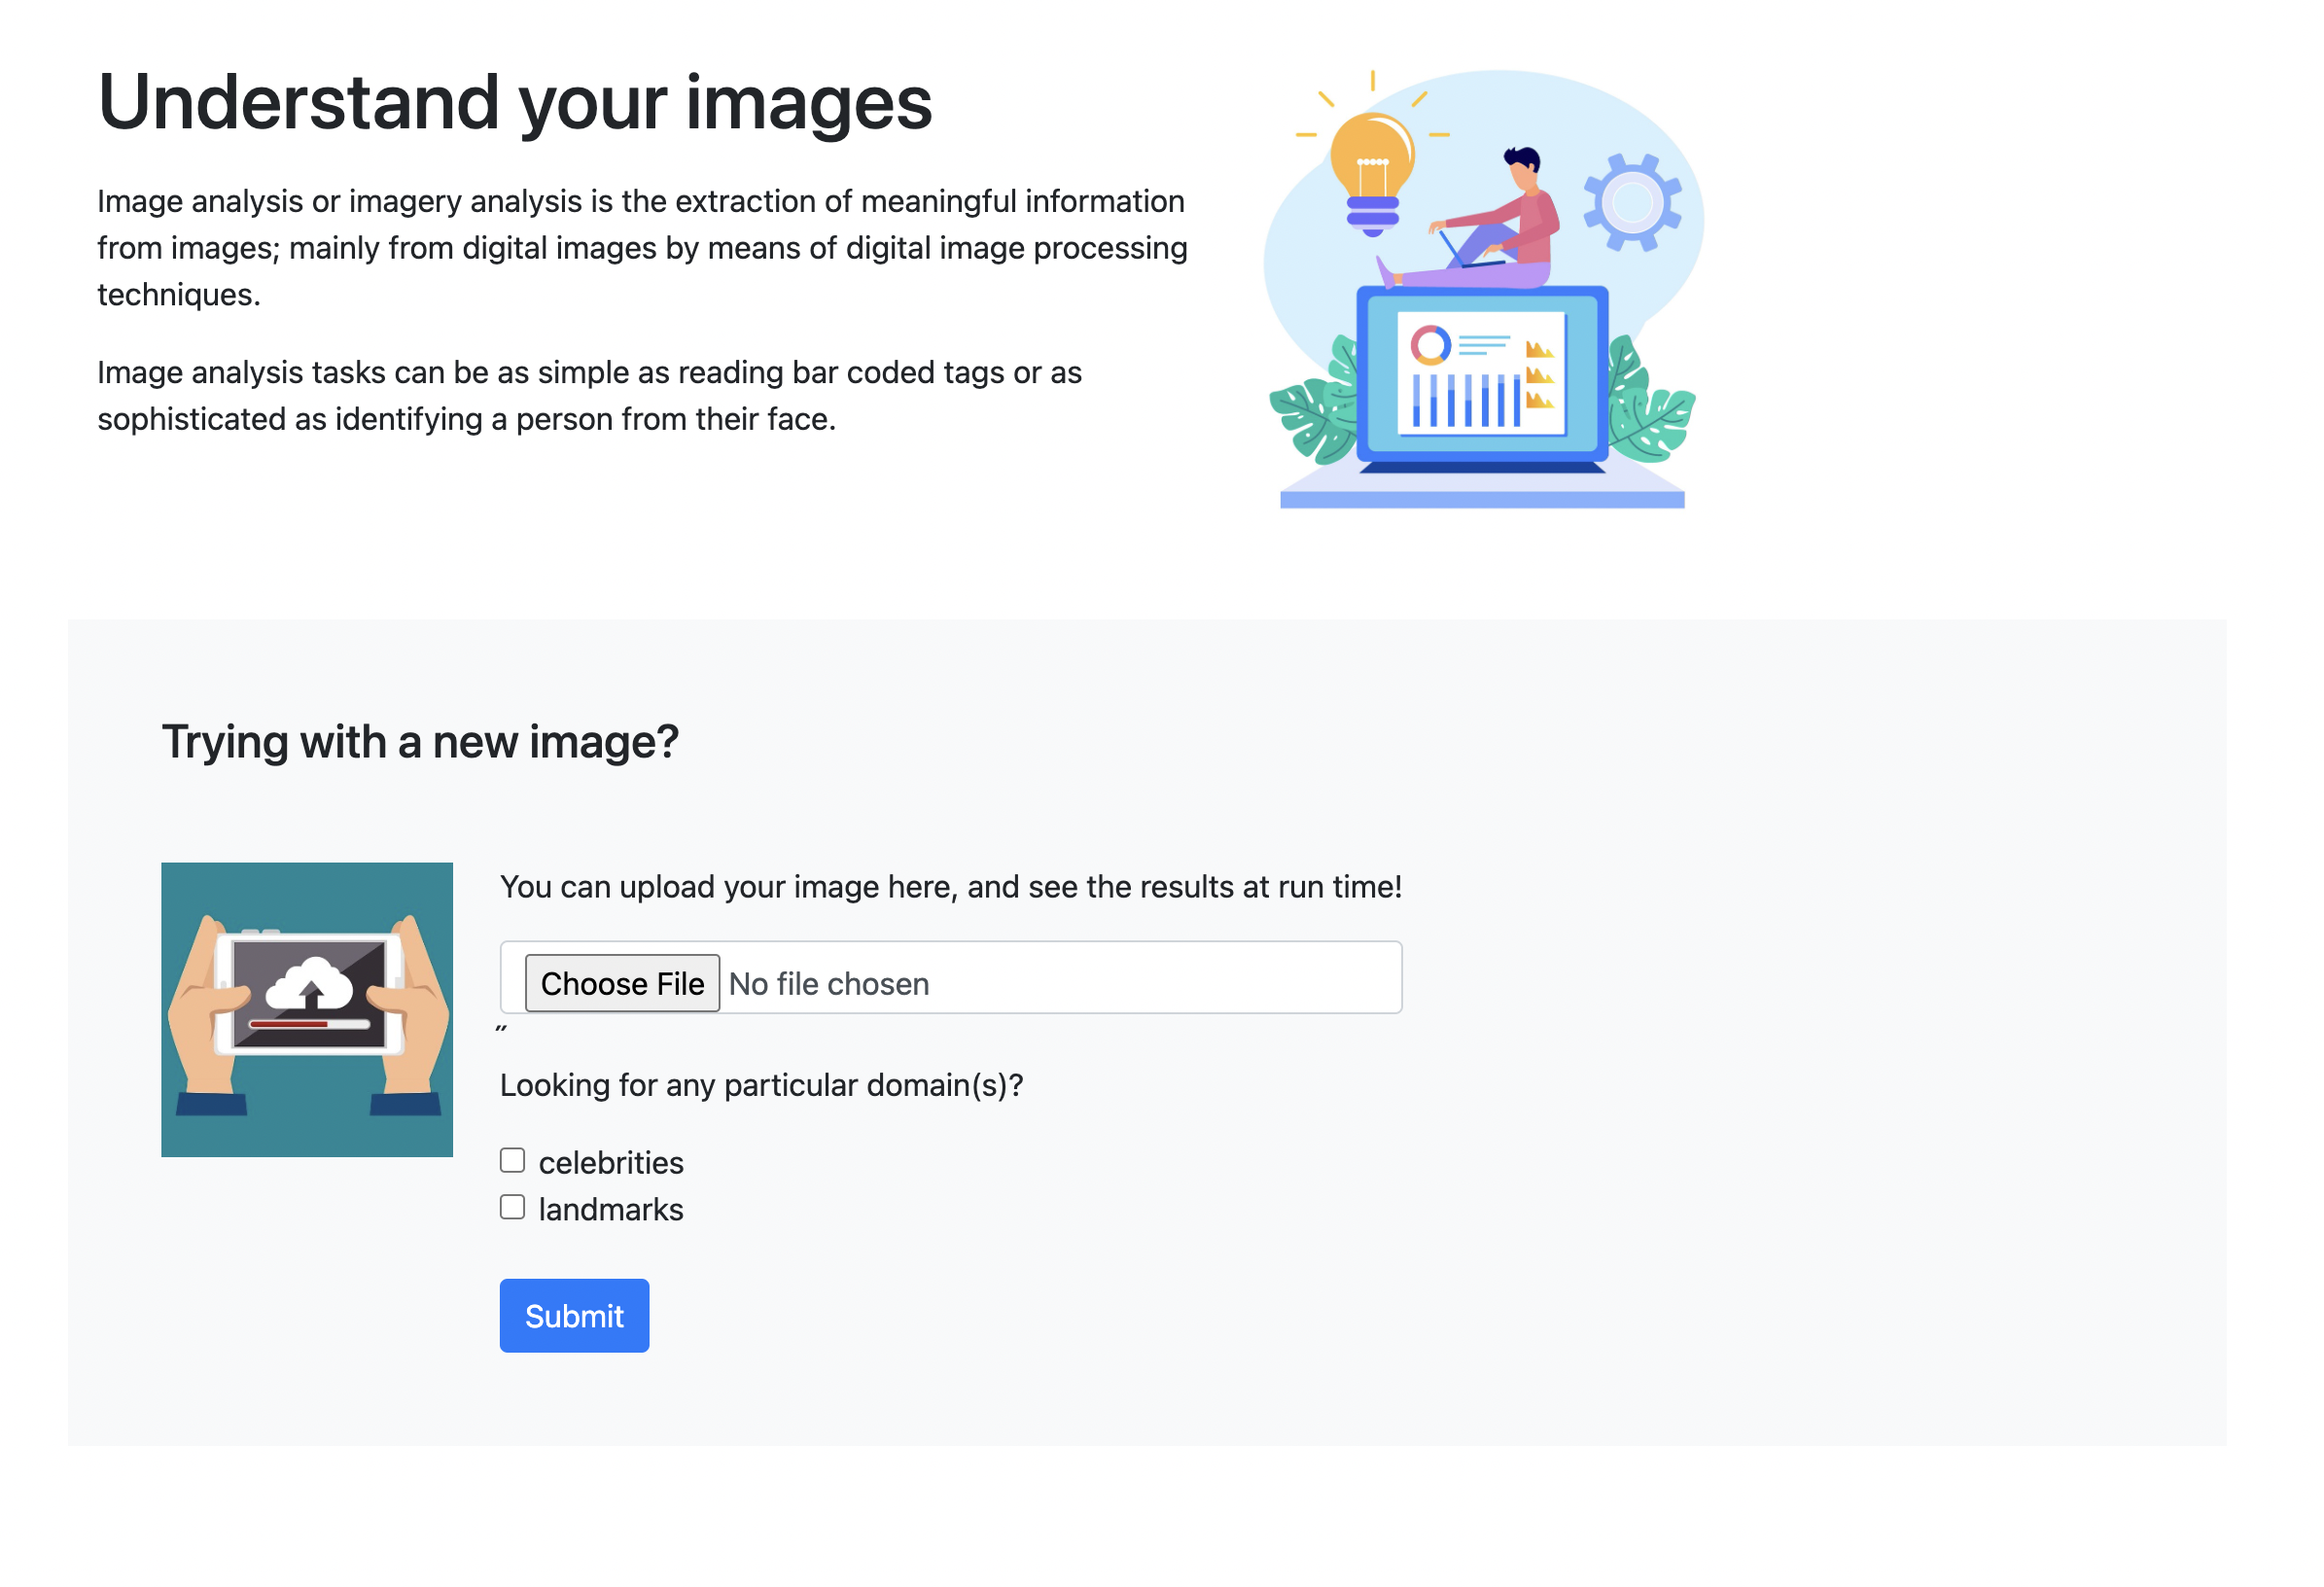 Understand your images
Image analysis or imagery analysis is the extraction of meaningful information
from images; mainly from digital images by means of digital image processing
techniques.
Image analysis tasks can be as simple as reading bar coded tags or as
sophisticated as identifying a person from their face.
Trying with a new image?
You can upload your image here, and see the results at run time!
Choose File No file chosen
˝
Looking for any particular domain(s)?
celebrities
landmarks
Submit